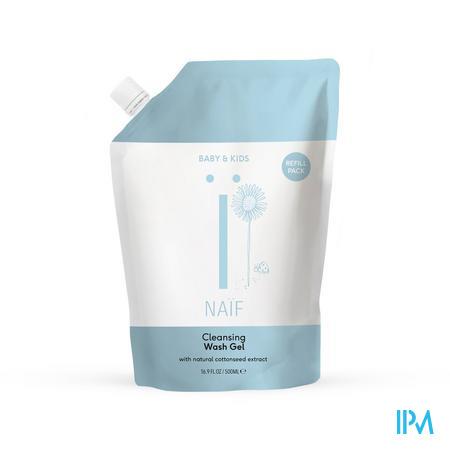 BABY & KIDS
REFILL
PACK
Ï
NAÏF
Cleansing
Wash Gel
with natural cottonseed extract
16.9 FL OZ / 500ML ℮
IPM